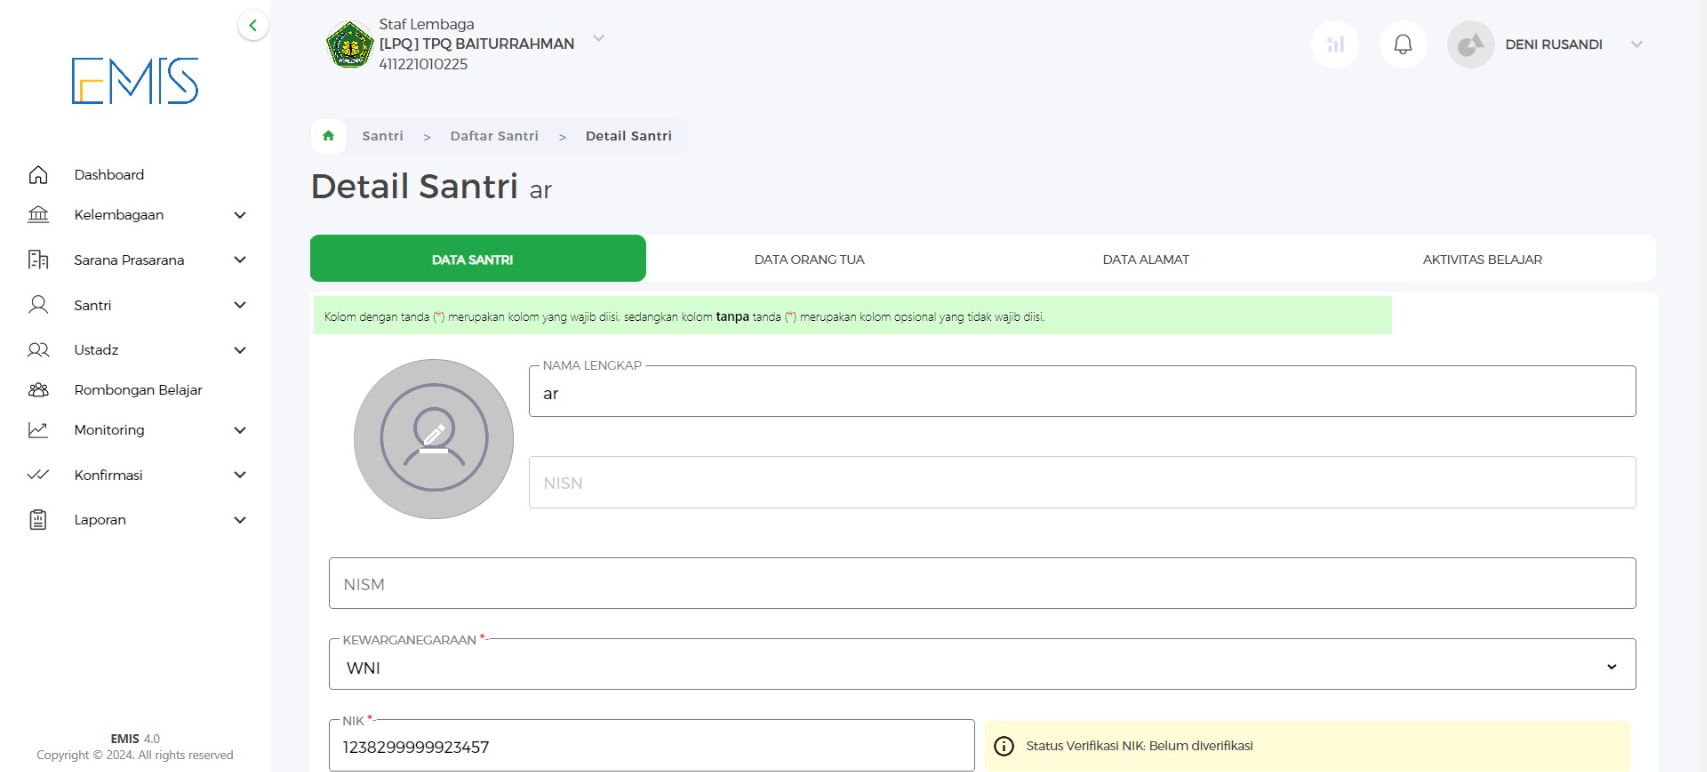 Staf Lembaga
[LPQ] TPQ BAITURRAHMAN
411221010225
DENI RUSANDI
EMIS
Dashboard
Kelembagaan
Sarana Prasarana
Santri
Ustadz
Rombongan Belajar
Monitoring
Konfirmasi
Laporan
EMIS 4.0
Copyright © 2024. All rights reserved
Santri > Daftar Santri > Detail Santri
Detail Santri ar
DATA SANTRI
DATA ORANG TUA
DATA ALAMAT
AKTIVITAS BELAJAR
Kolom dengan tanda (*) merupakan kolom yang wajib diisi, sedangkan kolom tanpa tanda (*) merupakan kolom opsional yang tidak wajib diisi.
NAMA LENGKAP
ar
NISN
NISM
KEWARGANEGARAAN *
WNI
NIK *
1238299999923457
Status Verifikasi NIK: Belum diverifikasi